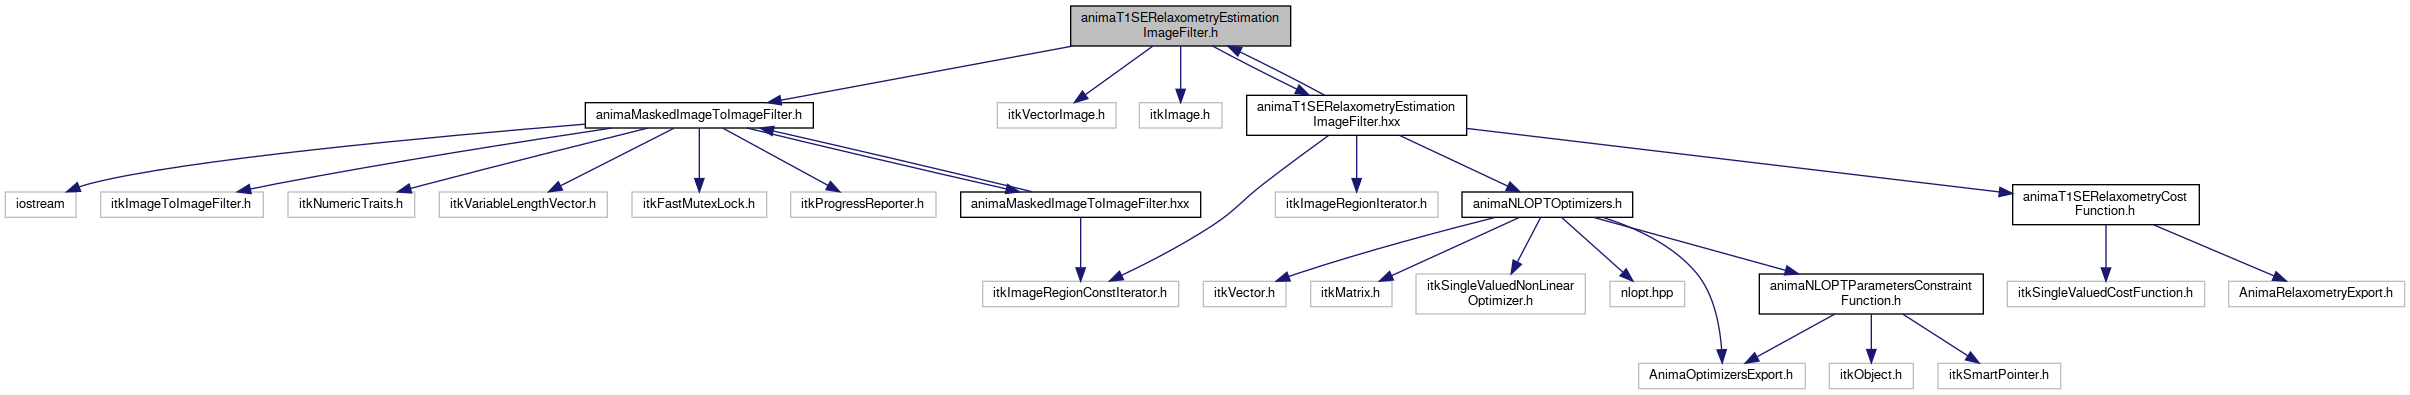 animaT1SERelaxometryEstimation
ImageFilter.h
animaMaskedImageToImageFilter.h
itkVectorImage.h
itkImage.h
animaT1SERelaxometryEstimation
ImageFilter.hxx
iostream
itkImageToImageFilter.h
itkNumericTraits.h
itkVariableLengthVector.h
itkFastMutexLock.h
itkProgressReporter.h
animaMaskedImageToImageFilter.hxx
itkImageRegionIterator.h
animaNLOPTOptimizers.h
animaT1SERelaxometryCost
Function.h
itkImageRegionConstIterator.h
itkVector.h
itkMatrix.h
itkSingleValuedNonLinear
Optimizer.h
nlopt.hpp
animaNLOPTParametersConstraint
Function.h
itkSingleValuedCostFunction.h
AnimaRelaxometryExport.h
AnimaOptimizersExport.h
itkObject.h
itkSmartPointer.h